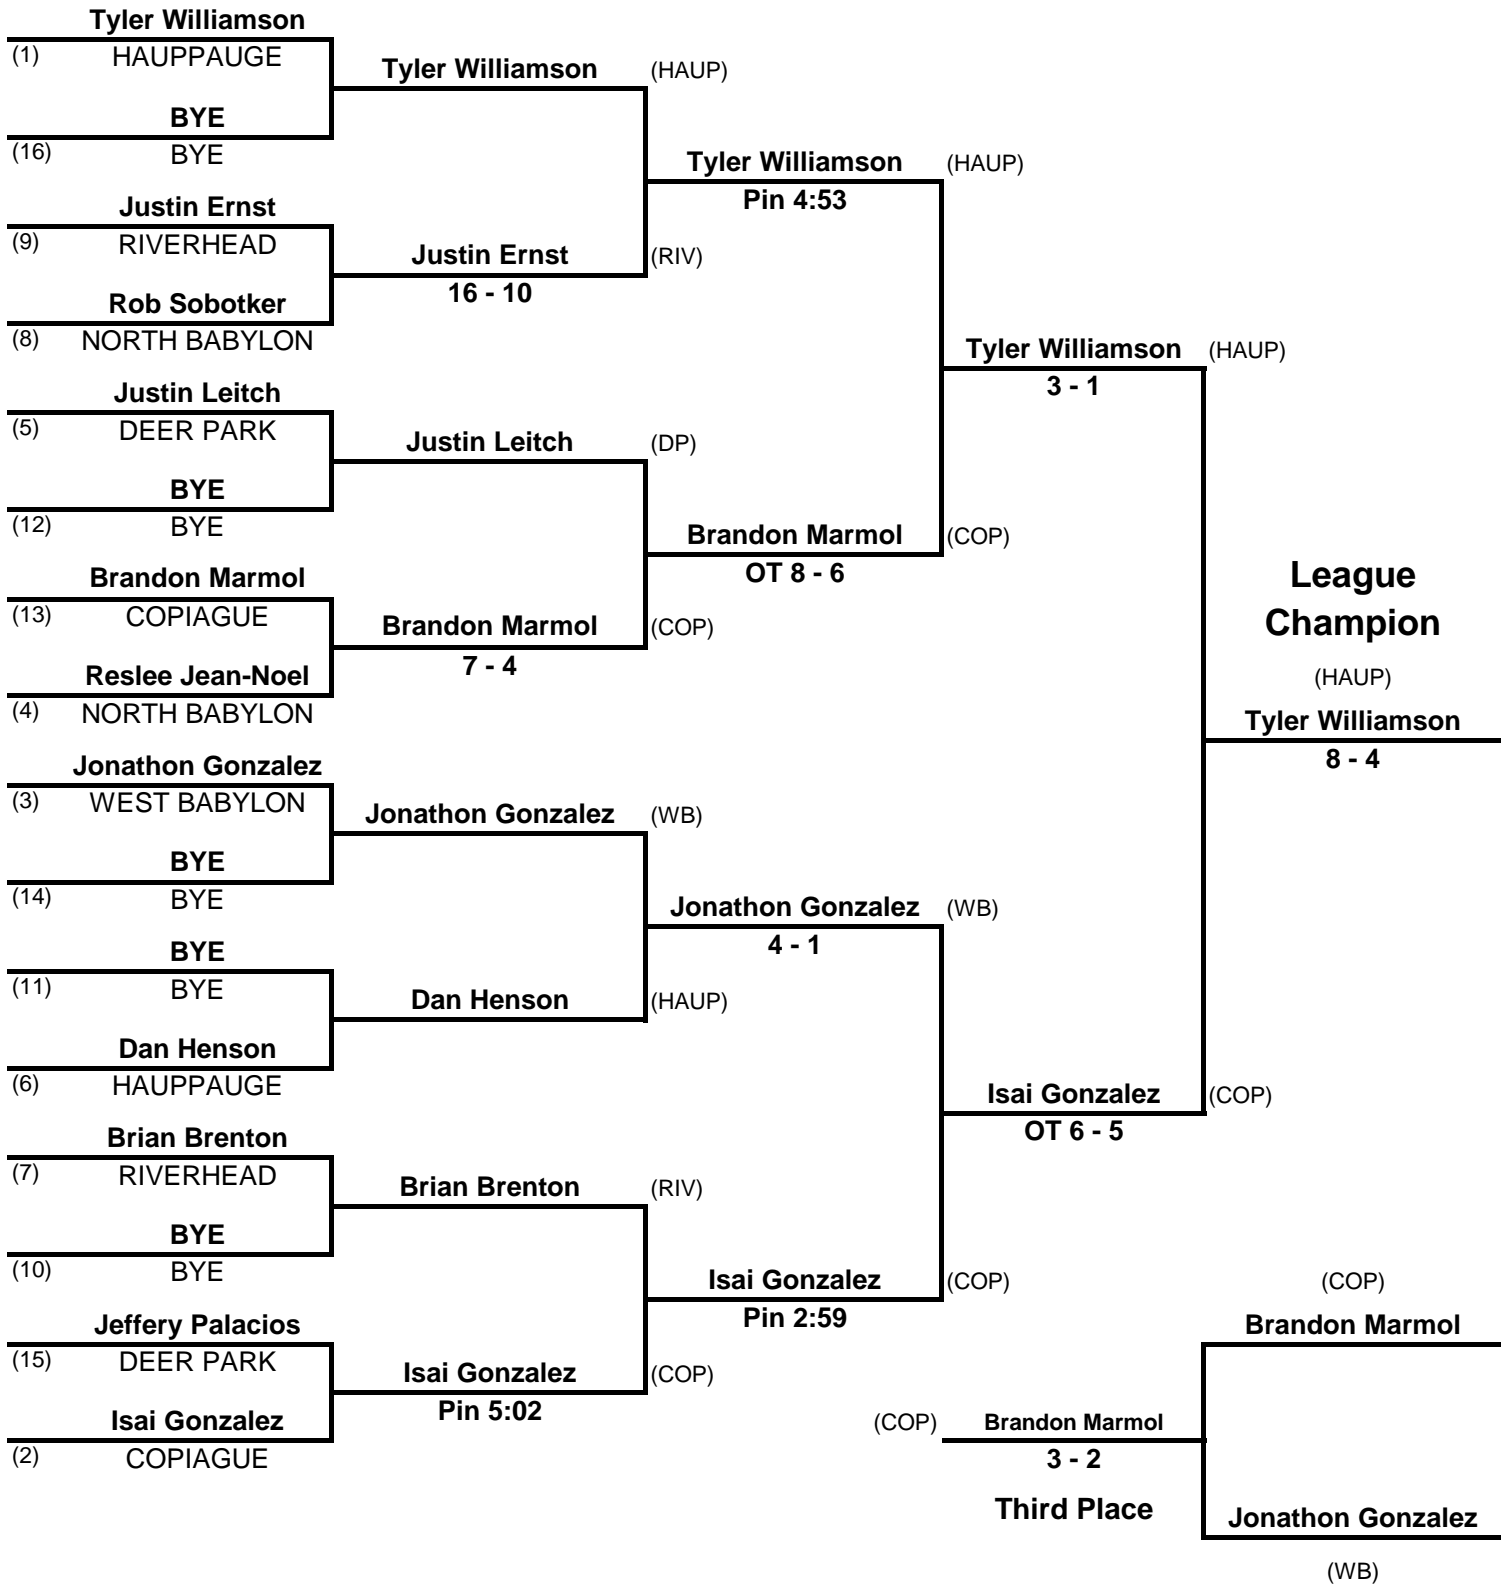 Tyler Williamson
(1) HAUPPAUGE
BYE
(16) BYE
Justin Ernst
(9) RIVERHEAD
Rob Sobotker
(8) NORTH BABYLON
Justin Leitch
(5) DEER PARK
BYE
(12) BYE
Brandon Marmol
(13) COPIAGUE
Reslee Jean-Noel
(4) NORTH BABYLON
Jonathon Gonzalez
(3) WEST BABYLON
BYE
(14) BYE
BYE
(11) BYE
Dan Henson
(6) HAUPPAUGE
Brian Brenton
(7) RIVERHEAD
BYE
(10) BYE
Jeffery Palacios
(15) DEER PARK
Isai Gonzalez
(2) COPIAGUE
Tyler Williamson (HAUP)
Justin Ernst (RIV)
16 - 10
Justin Leitch (DP)
Brandon Marmol (COP)
7 - 4
Jonathon Gonzalez (WB)
Dan Henson (HAUP)
Brian Brenton (RIV)
Isai Gonzalez (COP)
Pin 5:02
Tyler Williamson (HAUP)
Pin 4:53
Brandon Marmol (COP)
OT 8 - 6
Jonathon Gonzalez (WB)
4 - 1
Isai Gonzalez (COP)
Pin 2:59
Tyler Williamson (HAUP)
3 - 1
Isai Gonzalez (COP)
OT 6 - 5
League
Champion
(HAUP)
Tyler Williamson
8 - 4
(COP)
Brandon Marmol
(COP) Brandon Marmol
3 - 2
Third Place
Jonathon Gonzalez
(WB)